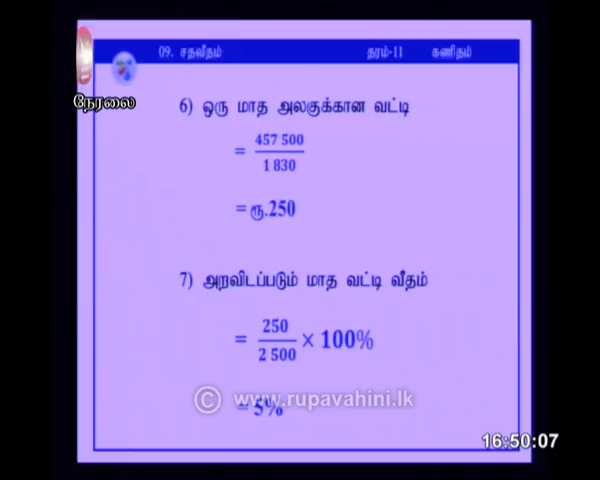 09. சதவீதம் தரம்-11 கணிதம்
நேரலை
6) ஒரு மாத அலகுக்கான வட்டி
= 457 500 / 1 830
= ரூ.250
7) அறவிடப்படும் மாத வட்டி வீதம்
= 250 / 2 500 × 100%
© www.rupavahini.lk
= 5%
16:50:07